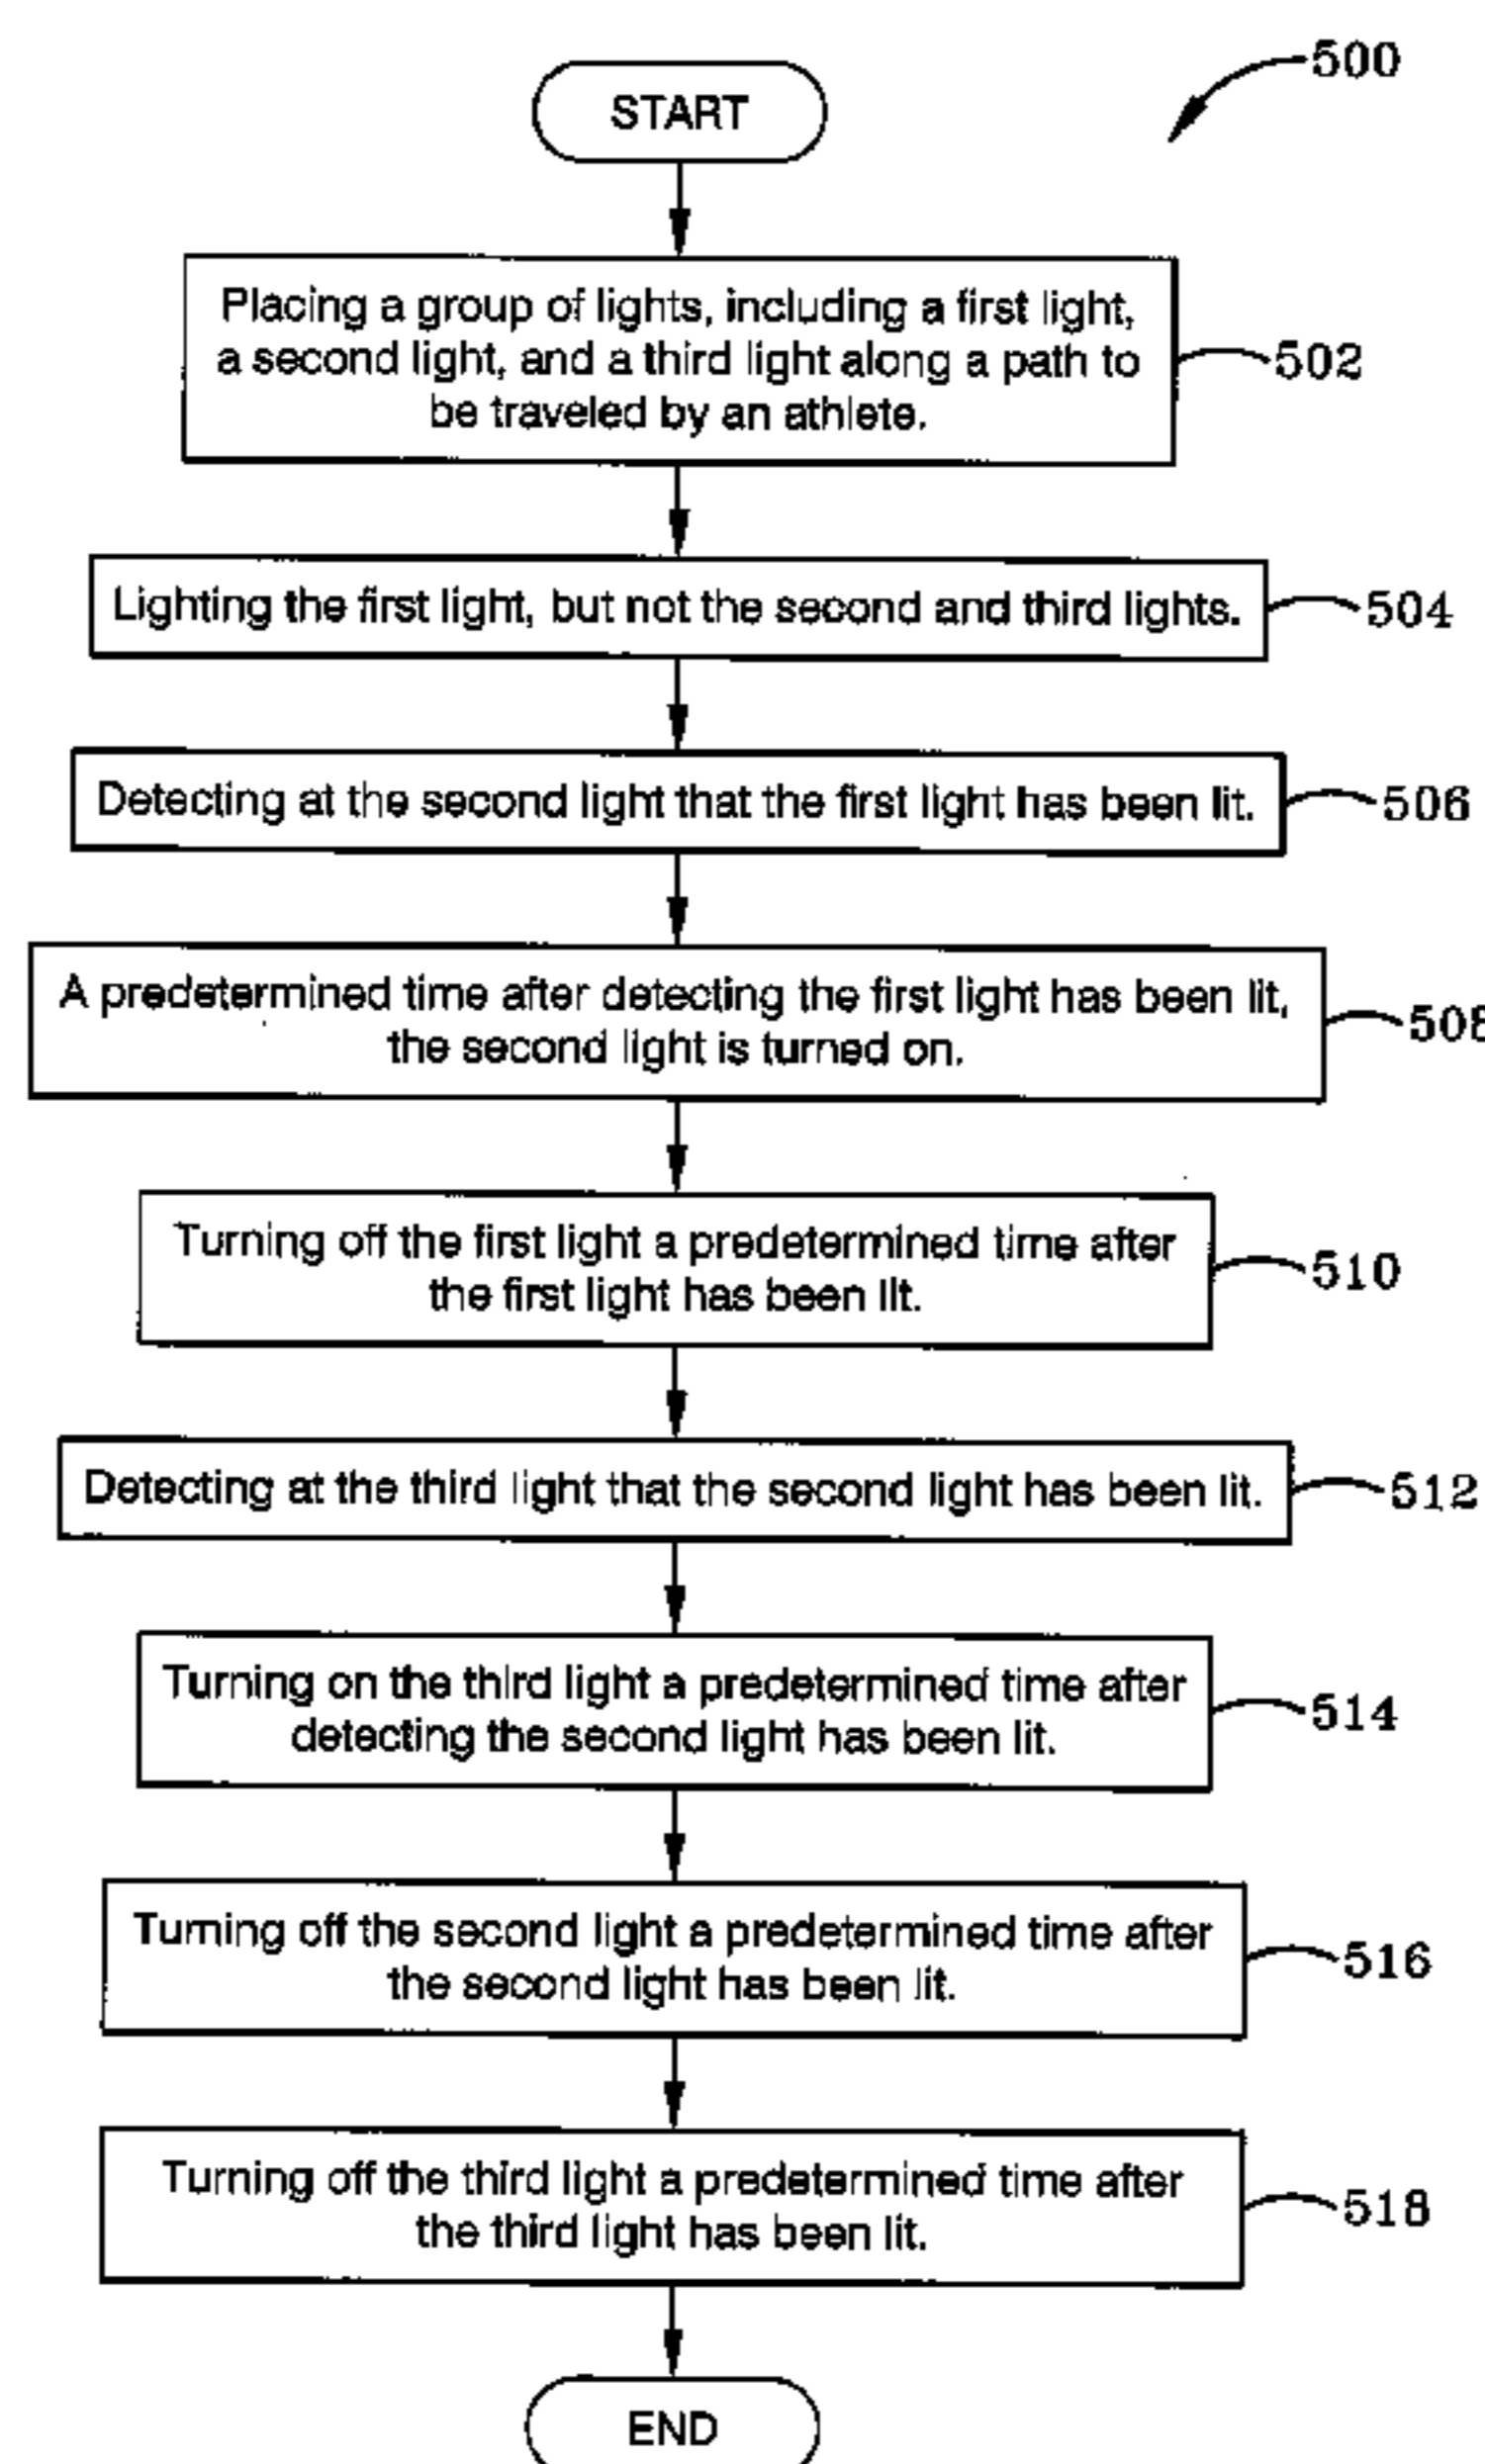 START
500
Placing a group of lights, including a first light,
a second light, and a third light along a path to
be traveled by an athlete.
502
Lighting the first light, but not the second and third lights.
504
Detecting at the second light that the first light has been lit.
506
A predetermined time after detecting the first light has been lit,
the second light is turned on.
508
Turning off the first light a predetermined time after
the first light has been lit.
510
Detecting at the third light that the second light has been lit.
512
Turning on the third light a predetermined time after
detecting the second light has been lit.
514
Turning off the second light a predetermined time after
the second light has been lit.
516
Turning off the third light a predetermined time after
the third light has been lit.
518
END